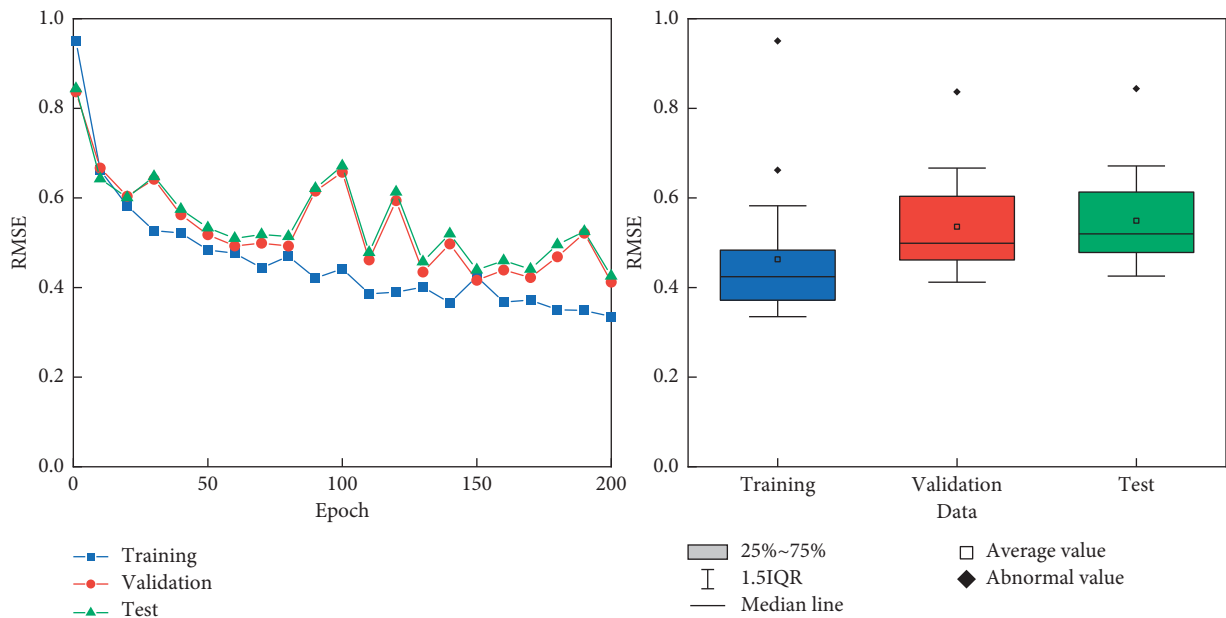 1.0
0.8
0.6
0.4
0.2
0.0
RMSE
0
50
100
150
200
Epoch
Training
Validation
Test
1.0
0.8
0.6
0.4
0.2
0.0
RMSE
Training
Validation
Test
Data
25%~75%
1.5IQR
Median line
Average value
Abnormal value